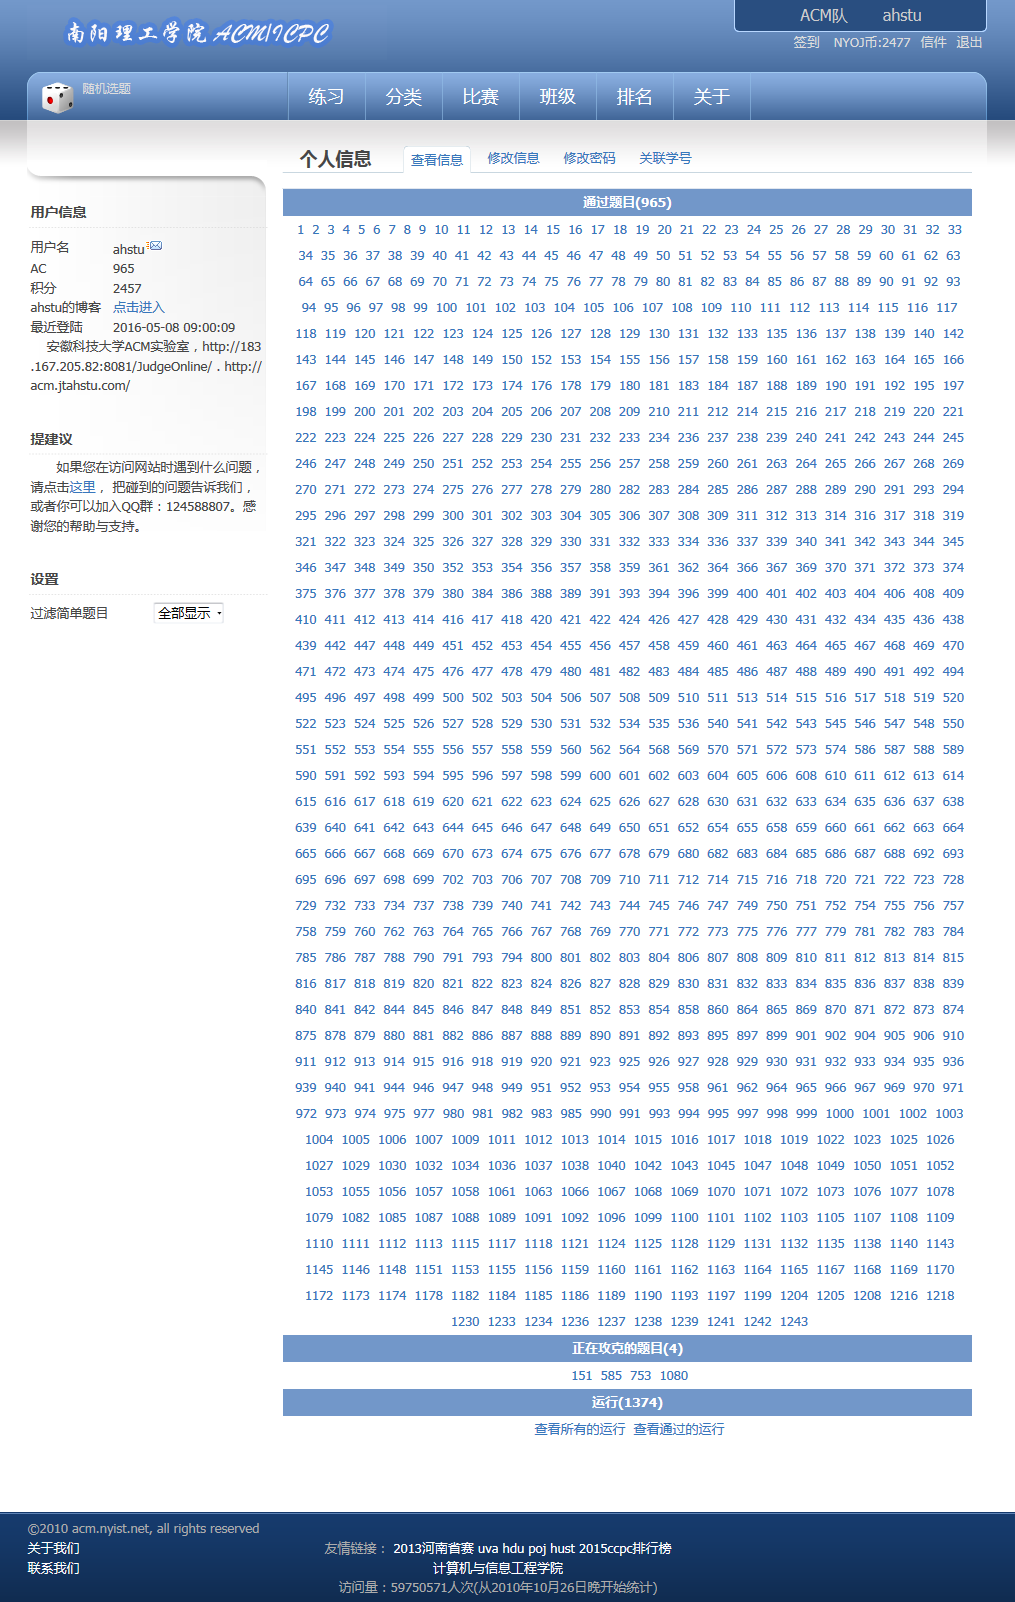 南阳理工学院 ACM/ICPC
ACM队 ahstu
签到 NYOJ币:2477 信件 退出
随机选题
练习 分类 比赛 班级 排名 关于
用户信息
用户名 ahstu
AC 965
积分 2457
ahstu的博客 点击进入
最近登陆 2016-05-08 09:00:09
安徽科技大学ACM实验室，http://183
.167.205.82:8081/JudgeOnline/ . http://
acm.jtahstu.com/
提建议
如果您在访问网站时遇到什么问题，
请点击这里， 把碰到的问题告诉我们，
或者你可以加入QQ群：124588807。感
谢您的帮助与支持。
设置
过滤简单题目 全部显示
个人信息 查看信息 修改信息 修改密码 关联学号
通过题目(965)
1 2 3 4 5 6 7 8 9 10 11 12 13 14 15 16 17 18 19 20 21 22 23 24 25 26 27 28 29 30 31 32 33
34 35 36 37 38 39 40 41 42 43 44 45 46 47 48 49 50 51 52 53 54 55 56 57 58 59 60 61 62 63
64 65 66 67 68 69 70 71 72 73 74 75 76 77 78 79 80 81 82 83 84 85 86 87 88 89 90 91 92 93
94 95 96 97 98 99 100 101 102 103 104 105 106 107 108 109 110 111 112 113 114 115 116 117
118 119 120 121 122 123 124 125 126 127 128 129 130 131 132 133 134 135 136 137 138 139 140 142
143 144 145 146 147 148 149 150 152 153 154 155 156 157 158 159 160 161 162 163 164 165 166
167 168 169 170 171 172 173 174 176 178 179 180 181 183 184 187 188 189 190 191 192 195 197
198 199 200 201 202 203 204 205 206 207 208 209 210 211 212 214 215 216 217 218 219 220 221
222 223 224 225 226 227 228 229 230 231 232 233 234 236 237 238 239 240 241 242 243 244 245
246 247 248 249 250 251 252 253 254 255 256 257 258 259 260 261 263 264 265 266 267 268 269
270 271 272 273 274 275 276 277 278 279 280 282 283 284 285 286 287 288 289 290 291 293 294
295 296 297 298 299 300 301 302 303 304 305 306 307 308 309 311 312 313 314 316 317 318 319
321 322 323 324 325 326 327 328 329 330 331 332 333 334 336 337 339 340 341 342 343 344 345
346 347 348 349 350 352 353 354 356 357 358 359 361 362 364 366 367 369 370 371 372 373 374
375 376 377 378 379 380 384 386 388 389 391 393 394 396 399 400 401 402 403 404 406 408 409
410 411 412 413 414 416 417 418 420 421 422 424 426 427 428 429 430 431 432 434 435 436 438
439 442 447 448 449 451 452 453 454 455 456 457 458 459 460 461 463 464 465 467 468 469 470
471 472 473 474 475 476 477 478 479 480 481 482 483 484 485 486 487 488 489 490 491 492 494
495 496 497 498 499 500 502 503 504 506 507 508 509 510 511 513 514 515 516 517 518 519 520
522 523 524 525 526 527 528 529 530 531 532 534 535 536 540 541 542 543 545 546 547 548 550
551 552 553 554 555 556 557 558 559 560 562 564 568 569 570 571 572 573 574 586 587 588 589
590 591 592 593 594 595 596 597 598 599 600 601 602 603 604 605 606 608 610 611 612 613 614
615 616 617 618 619 620 621 622 623 624 625 626 627 628 630 631 632 633 634 635 636 637 638
639 640 641 642 643 644 645 646 647 648 649 650 651 652 654 655 658 659 660 661 662 663 664
665 666 667 668 669 670 673 674 675 676 677 678 679 680 682 683 684 685 686 687 688 692 693
695 696 697 698 699 702 703 706 707 708 709 710 711 712 714 715 716 718 720 721 722 723 728
729 732 733 734 737 738 739 740 741 742 743 744 745 746 747 749 750 751 752 754 755 756 757
758 759 760 762 763 764 765 766 767 768 769 770 771 772 773 775 776 777 779 781 782 783 784
785 786 787 788 790 791 793 794 800 801 802 803 804 806 807 808 809 810 811 812 813 814 815
816 817 818 819 820 821 822 823 824 826 827 828 829 830 831 832 833 834 835 836 837 838 839
840 841 842 844 845 846 847 848 849 851 852 853 854 858 860 864 865 869 870 871 872 873 874
875 878 879 880 881 882 886 887 888 889 890 891 892 893 895 897 899 901 902 904 905 906 910
911 912 913 914 915 916 918 919 920 921 923 925 926 927 928 929 930 931 932 933 934 935 936
939 940 941 944 946 947 948 949 951 952 953 954 955 958 961 962 964 965 966 967 969 970 971
972 973 974 975 977 980 981 982 983 985 990 991 993 994 995 997 998 999 1000 1001 1002 1003
1004 1005 1006 1007 1009 1011 1012 1013 1014 1015 1016 1017 1018 1019 1022 1023 1025 1026
1027 1029 1030 1032 1034 1036 1037 1038 1040 1042 1043 1045 1047 1048 1049 1050 1051 1052
1053 1055 1056 1057 1058 1061 1063 1066 1067 1068 1069 1070 1071 1072 1073 1076 1077 1078
1079 1082 1085 1087 1088 1089 1091 1092 1096 1099 1100 1101 1102 1103 1105 1107 1108 1109
1110 1111 1112 1113 1115 1117 1118 1121 1124 1125 1128 1129 1131 1132 1135 1138 1140 1143
1145 1146 1148 1151 1153 1155 1156 1159 1160 1161 1162 1163 1164 1165 1167 1168 1169 1170
1172 1173 1174 1178 1182 1184 1185 1186 1189 1190 1193 1197 1199 1204 1205 1208 1216 1218
1230 1233 1234 1236 1237 1238 1239 1241 1242 1243
正在攻克的题目(4)
151 585 753 1080
运行(1374)
查看所有的运行 查看通过的运行
©2010 acm.nyist.net, all rights reserved
关于我们 友情链接： 2013河南省赛 uva hdu poj hust 2015ccpc排行榜
联系我们 计算机与信息工程学院
访问量：59750571人次(从2010年10月26日晚开始统计)